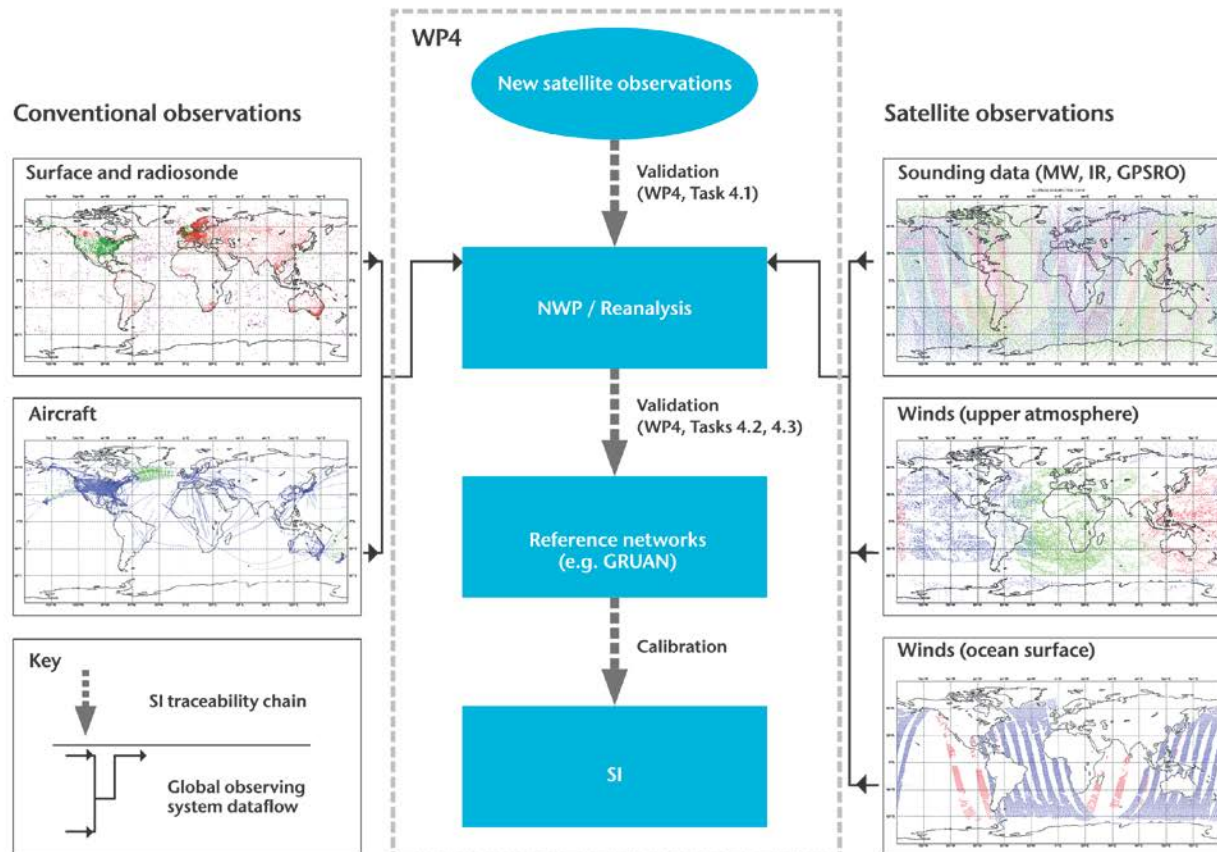 WP4
New satellite observations
Conventional observations
Satellite observations
Surface and radiosonde
Validation
(WP4, Task 4.1)
Sounding data (MW, IR, GPSRO)
NWP / Reanalysis
Aircraft
Validation
(WP4, Tasks 4.2, 4.3)
Winds (upper atmosphere)
Reference networks
(e.g. GRUAN)
Key
SI traceability chain
Global observing
system dataflow
Calibration
Winds (ocean surface)
SI